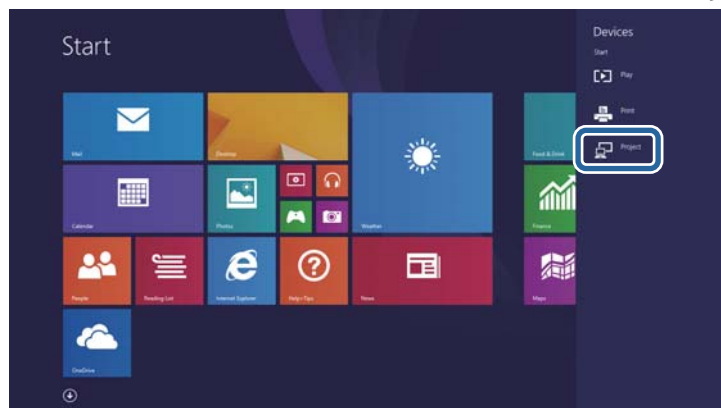 Start
Devices
Start
Play
Print
Project
Mail
Desktop
Weather
Food & Drink
Calendar
Photos
Finance
People
Reading List
Internet Explorer
Help+Tips
News
Maps
OneDrive